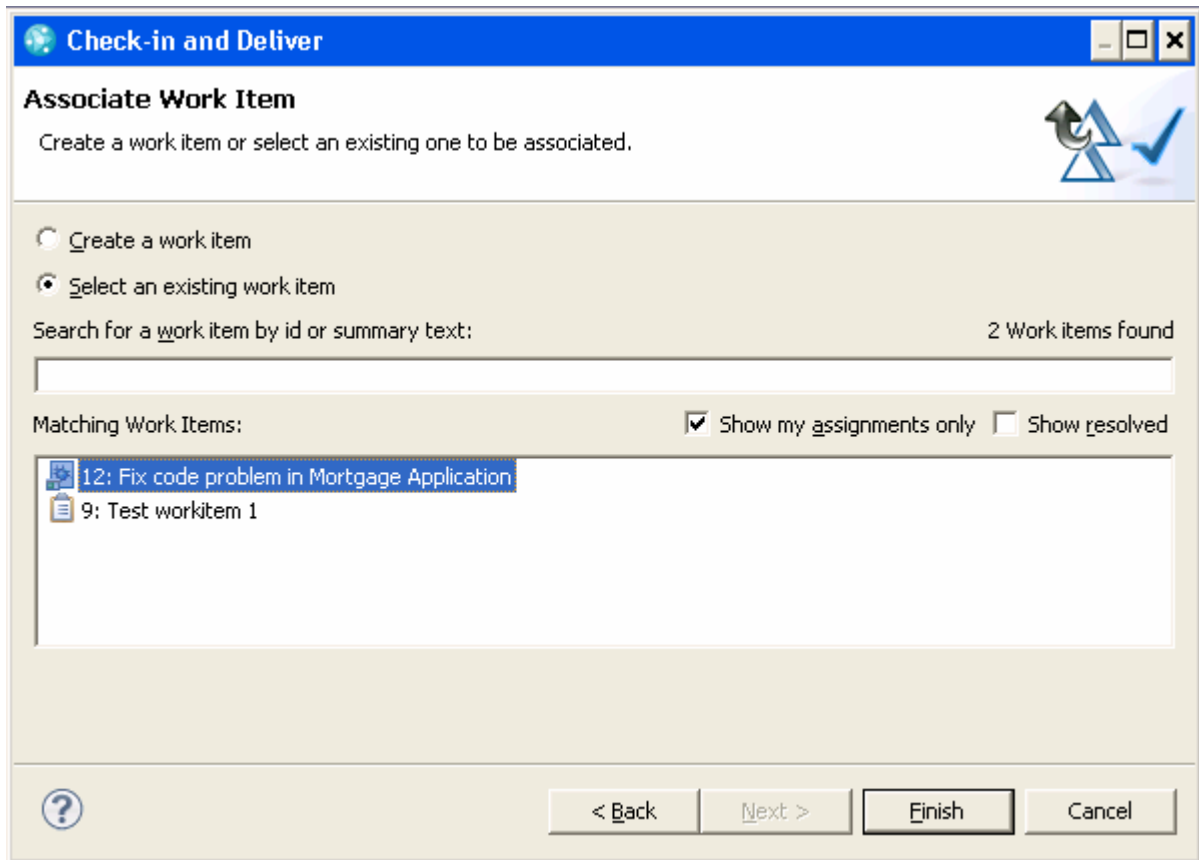 Check-in and Deliver
Associate Work Item
Create a work item or select an existing one to be associated.
Create a work item
Select an existing work item
Search for a work item by id or summary text: 2 Work items found
Matching Work Items: Show my assignments only Show resolved
12: Fix code problem in Mortgage Application
9: Test workitem 1
? < Back Next > Finish Cancel